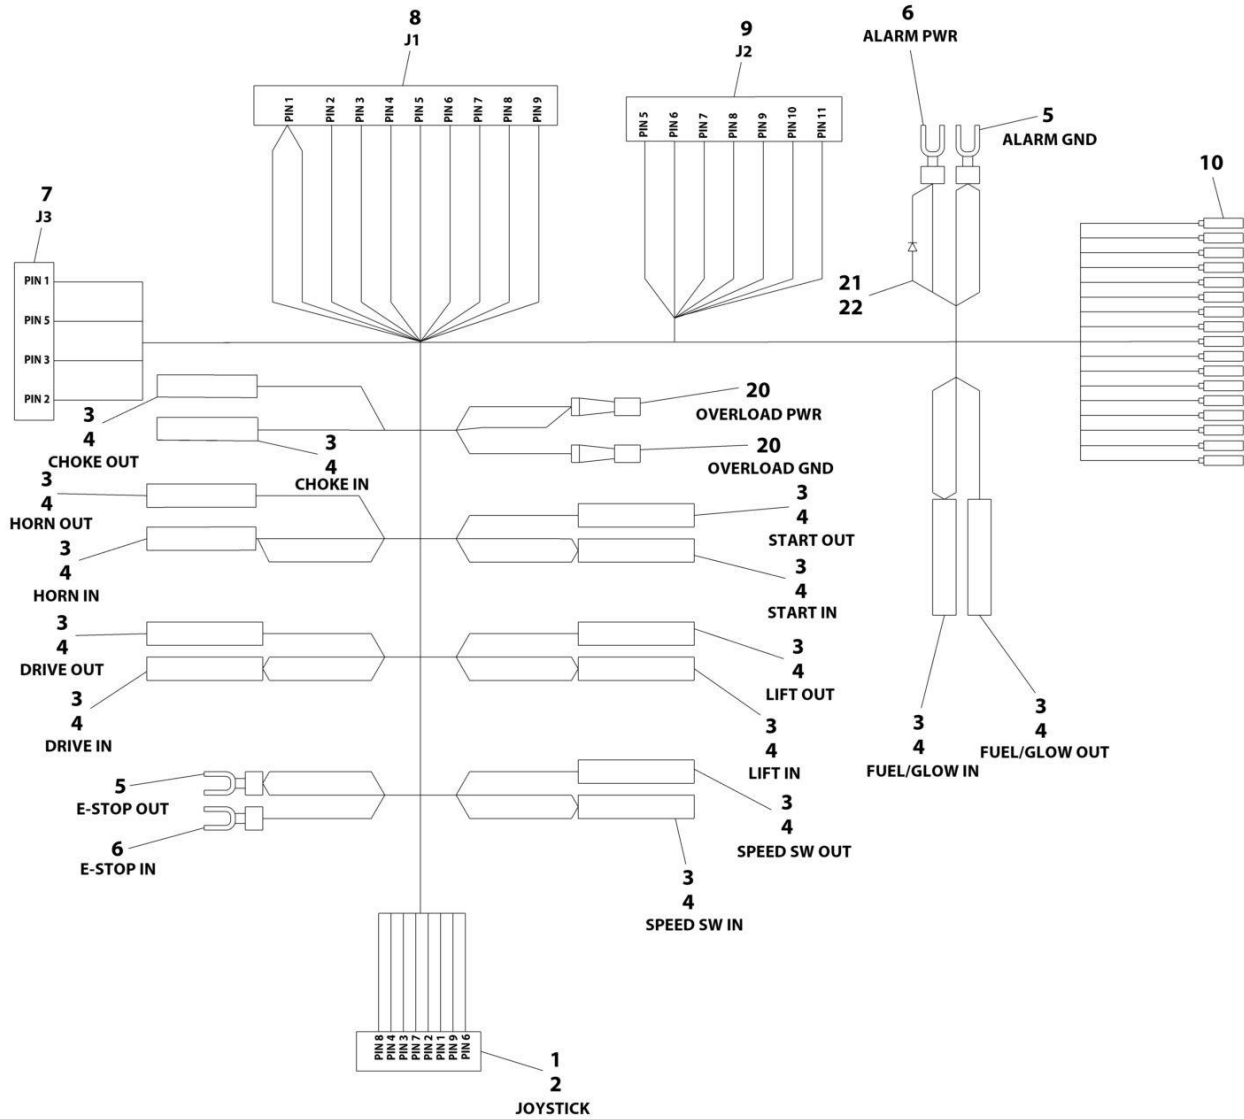 8
J1
PIN 1
PIN 2
PIN 3
PIN 4
PIN 5
PIN 6
PIN 7
PIN 8
PIN 9
9
J2
PIN 5
PIN 6
PIN 7
PIN 8
PIN 9
PIN 10
PIN 11
6
ALARM PWR
5
ALARM GND
10
7
J3
PIN 1
PIN 5
PIN 3
PIN 2
21
22
3
4
CHOKE OUT
3
4
CHOKE IN
20
OVERLOAD PWR
20
OVERLOAD GND
3
4
HORN OUT
3
4
HORN IN
3
4
START OUT
3
4
START IN
3
4
DRIVE OUT
3
4
DRIVE IN
3
4
LIFT OUT
3
4
LIFT IN
3
4
FUEL/GLOW IN
3
4
FUEL/GLOW OUT
5
E-STOP OUT
6
E-STOP IN
3
4
SPEED SW OUT
3
4
SPEED SW IN
PIN 8
PIN 4
PIN 3
PIN 7
PIN 2
PIN 1
PIN 9
PIN 6
1
2
JOYSTICK